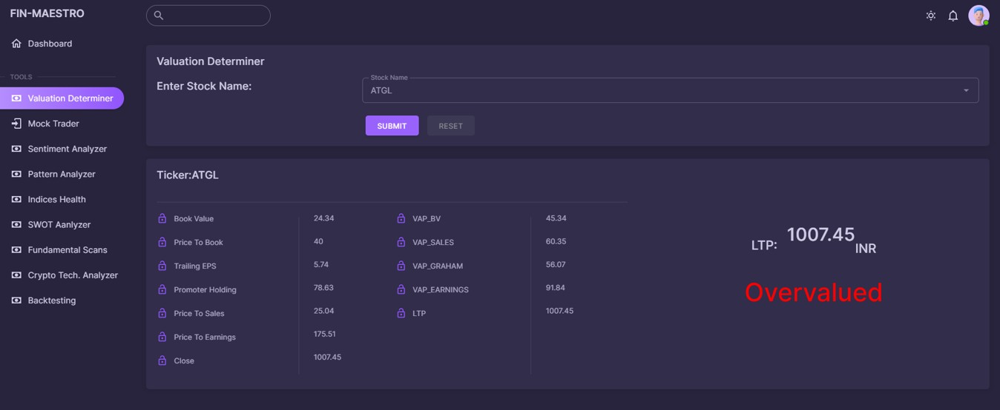 FIN-MAESTRO
Dashboard
TOOLS
Valuation Determiner
Mock Trader
Sentiment Analyzer
Pattern Analyzer
Indices Health
SWOT Aanlyzer
Fundamental Scans
Crypto Tech. Analyzer
Backtesting
Valuation Determiner
Enter Stock Name:
Stock Name
ATGL
SUBMIT RESET
Ticker:ATGL
Book Value 24.34 VAP_BV 45.34
Price To Book 40 VAP_SALES 60.35
Trailing EPS 5.74 VAP_GRAHAM 56.07
Promoter Holding 78.63 VAP_EARNINGS 91.84
Price To Sales 25.04 LTP 1007.45
Price To Earnings 175.51
Close 1007.45
LTP: 1007.45 INR
Overvalued